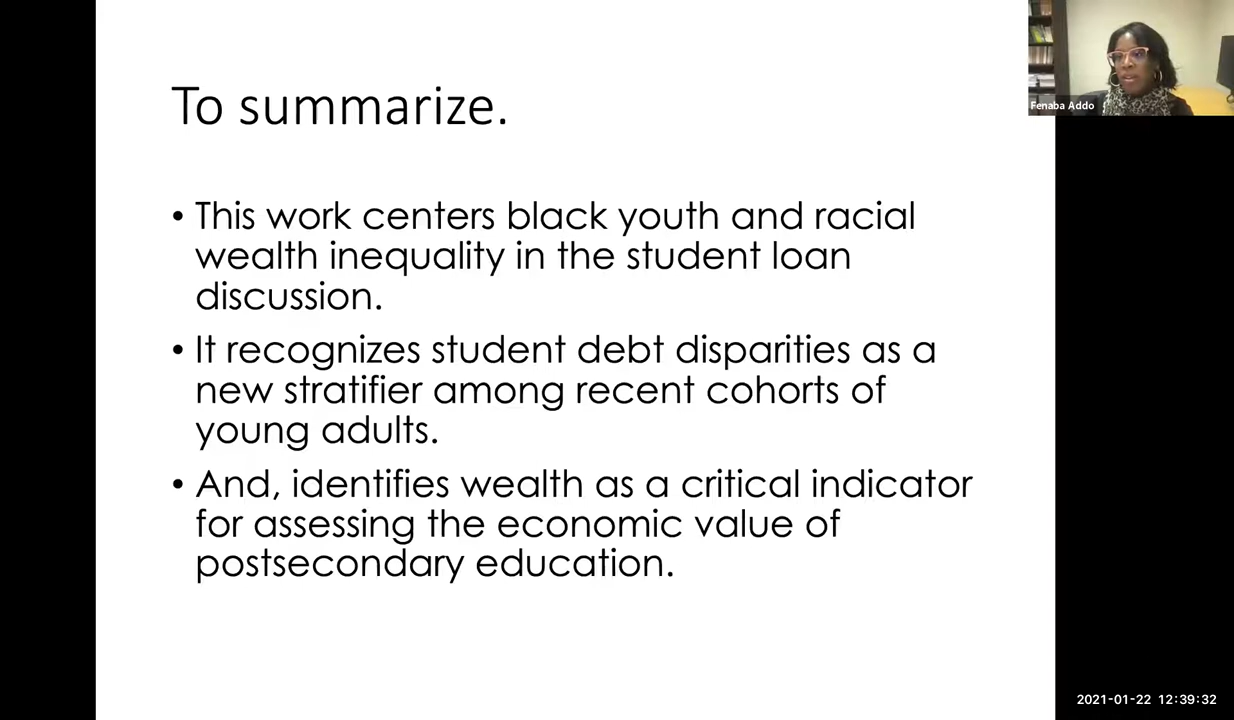 To summarize.
Fenaba Addo
• This work centers black youth and racial
wealth inequality in the student loan
discussion.
• It recognizes student debt disparities as a
new stratifier among recent cohorts of
young adults.
• And, identifies wealth as a critical indicator
for assessing the economic value of
postsecondary education.
2021-01-22 12:39:32